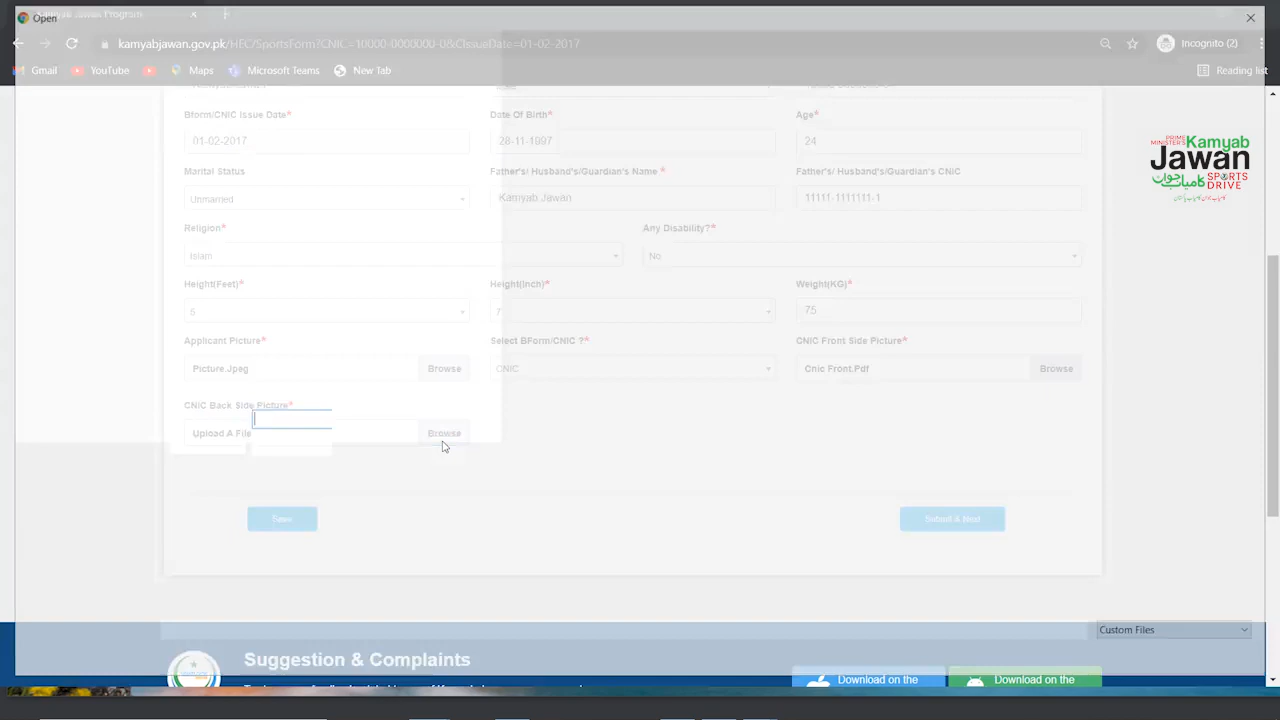 Open
Kamyab Jawan Program
kamyabjawan.gov.pk/HEC/SportsForm?CNIC=10000-0000000-0&CIssueDate=01-02-2017
Incognito (2)
Gmail YouTube Maps Microsoft Teams New Tab Reading list
Bform/CNIC Issue Date* Date Of Birth* Age*
01-02-2017 28-11-1997 24
Marital Status Father's/ Husband's/Guardian's Name * Father's/ Husband's/Guardian's CNIC
Unmarried Kamyab Jawan 11111-1111111-1
Religion* Any Disability?*
Islam No
Height(Feet)* Height(Inch)* Weight(KG)*
5 7 75
Applicant Picture* Select BForm/CNIC ?* CNIC Front Side Picture*
Picture.Jpeg Browse CNIC Cnic Front.Pdf Browse
CNIC Back Side Picture*
Upload A File Browse
Save Submit & Next
PRIME MINISTER'S Kamyab
Jawan
کامیاب جوان SPORTS DRIVE
Custom Files
Suggestion & Complaints
Download on the Download on the